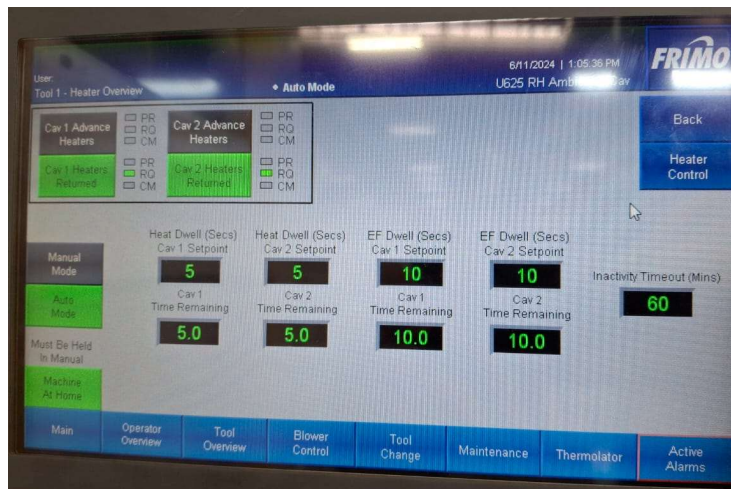 FRIMO
6/11/2024 | 1:05:36 PM
User:
Tool 1 - Heater Overview
Auto Mode
U625 RH
Back
Heater
Control
Cav 1 Advance
Heaters
PR
RQ
CM
Cav 2 Advance
Heaters
PR
RQ
CM
Cav 1 Heaters
Returned
PR
RQ
CM
Cav 2 Heaters
Returned
PR
RQ
CM
Heat Dwell (Secs)
Cav 1 Setpoint
5
Cav 1
Time Remaining
5.0
Heat Dwell (Secs)
Cav 2 Setpoint
5
Cav 2
Time Remaining
5.0
EF Dwell (Secs)
Cav 1 Setpoint
10
Cav 1
Time Remaining
10.0
EF Dwell (Secs)
Cav 2 Setpoint
10
Cav 2
Time Remaining
10.0
Inactivity Timeout (Mins)
60
Manual
Mode
Auto
Mode
Must Be Held
In Manual
Machine
At Home
Main
Operator
Overview
Tool
Overview
Blower
Control
Tool
Change
Maintenance
Thermolator
Active
Alarms